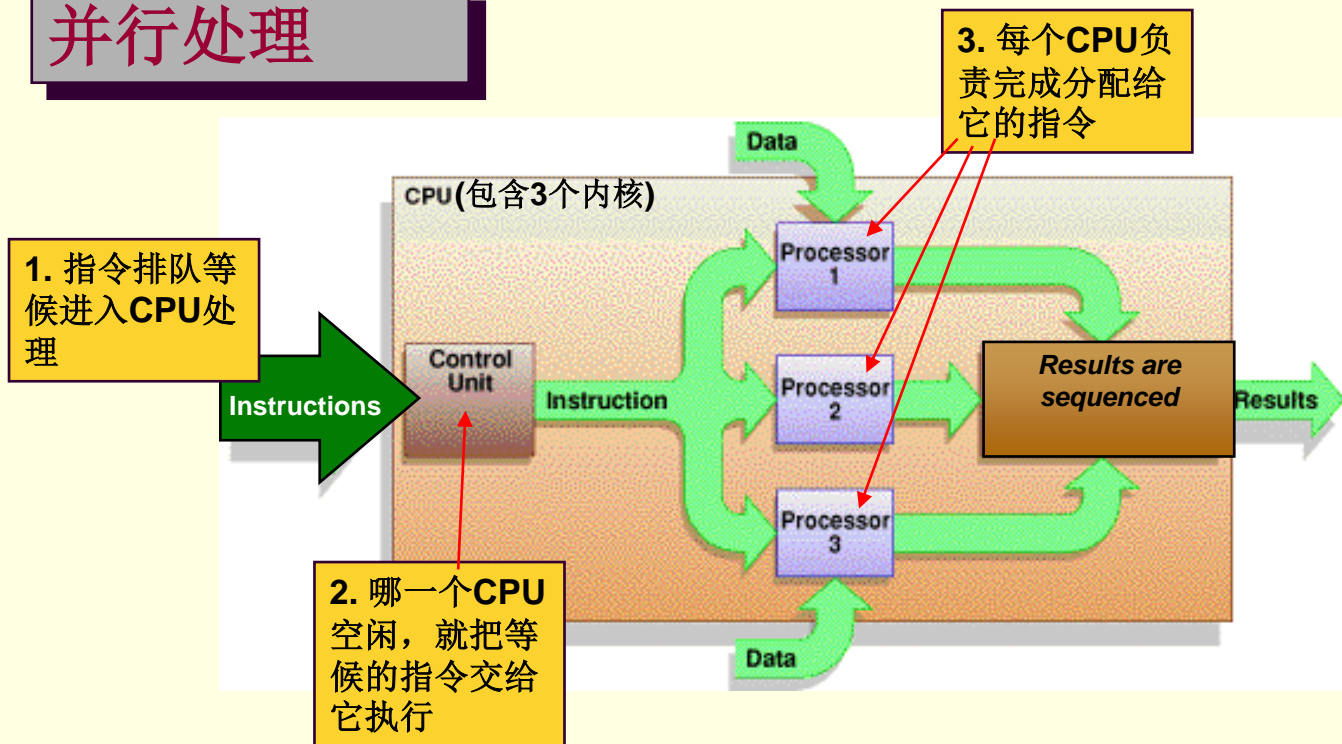 并行处理
3. 每个CPU负
责完成分配给
它的指令
Data
CPU(包含3个内核)
Processor
1
1. 指令排队等
候进入CPU处
理
Control
Unit
Instructions
Instruction
Processor
2
Results are
sequenced
Results
Processor
3
2. 哪一个CPU
空闲，就把等
候的指令交给
它执行
Data